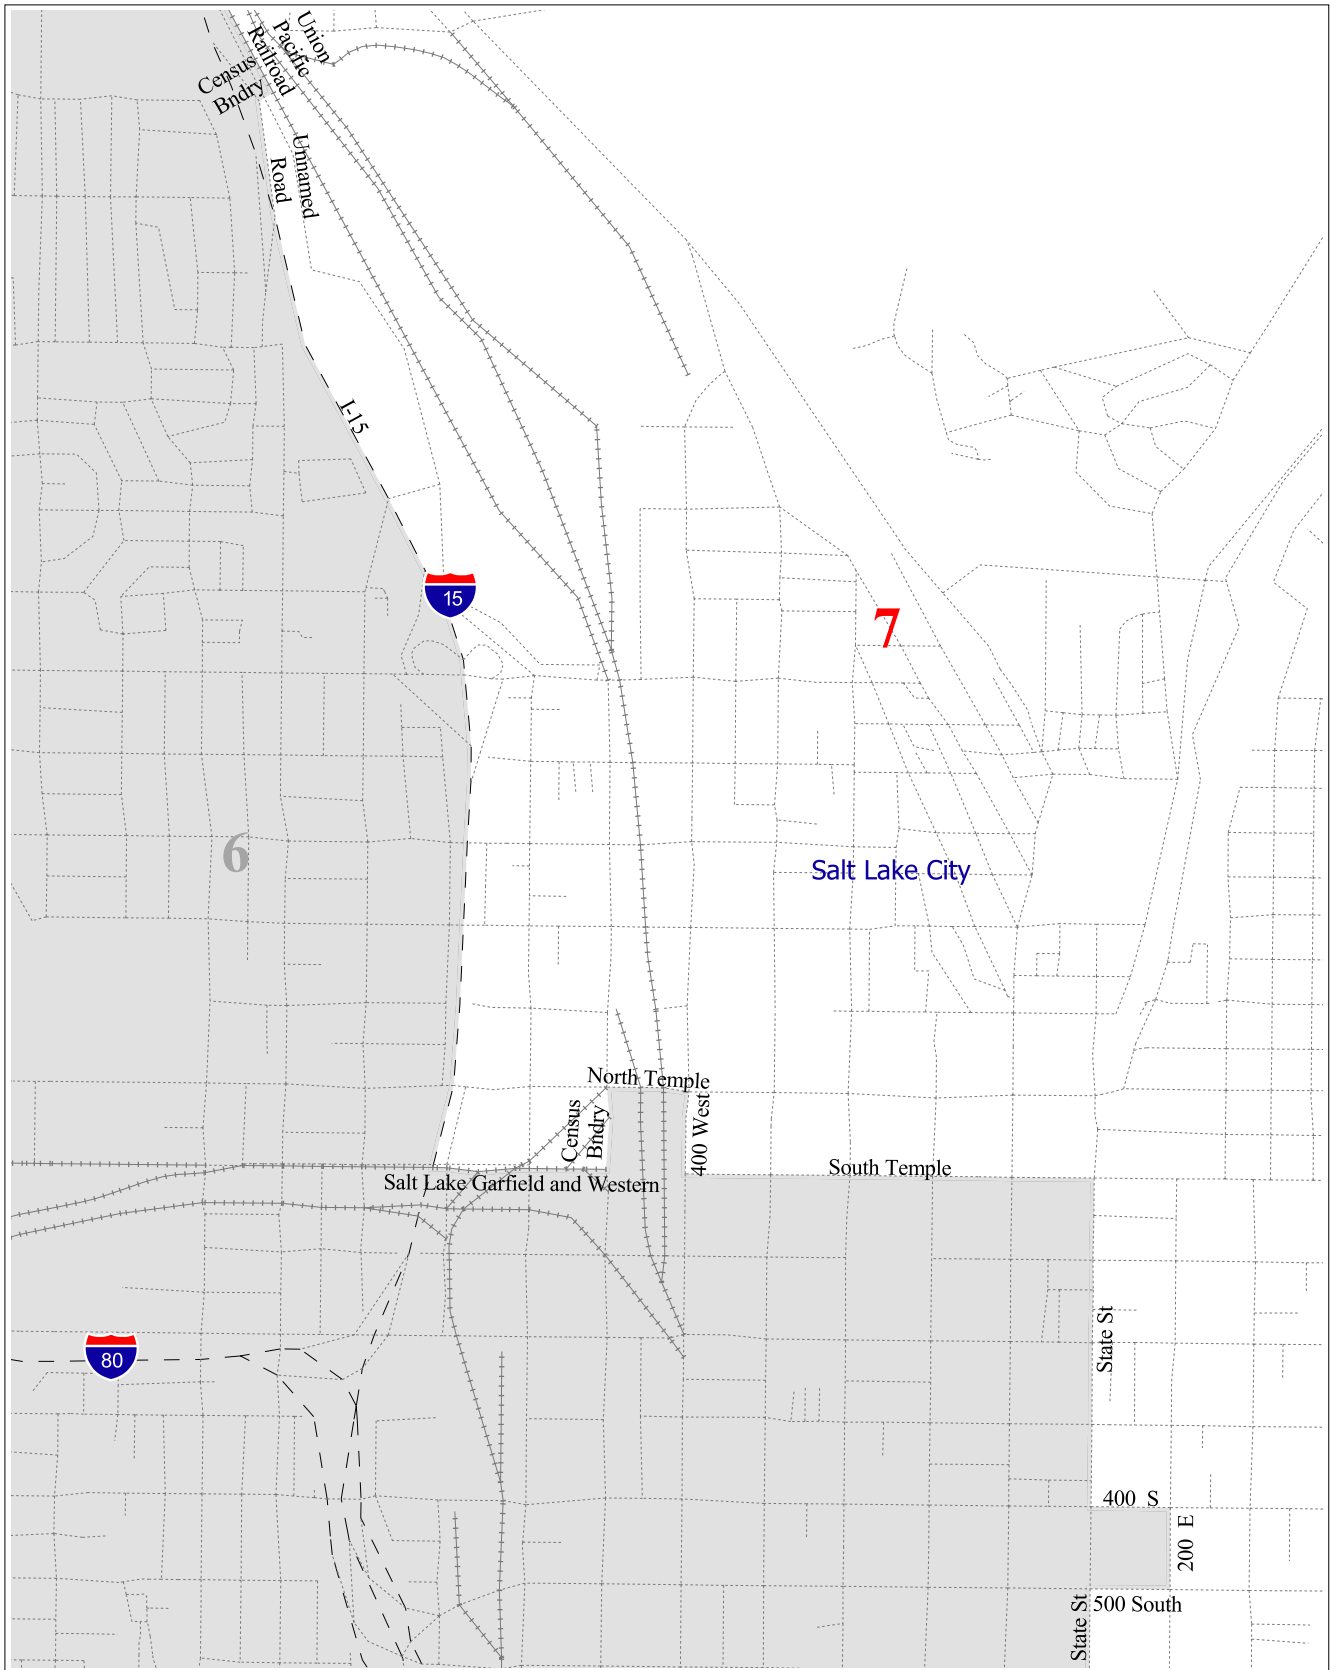 Union
Pacific
Railroad
Census
Bndry
Unnamed
Road
I-15
15
7
6
Salt Lake City
North Temple
Census
Bndry
400 West
South Temple
Salt Lake Garfield and Western
State St
80
400 S
200 E
500 South
State St